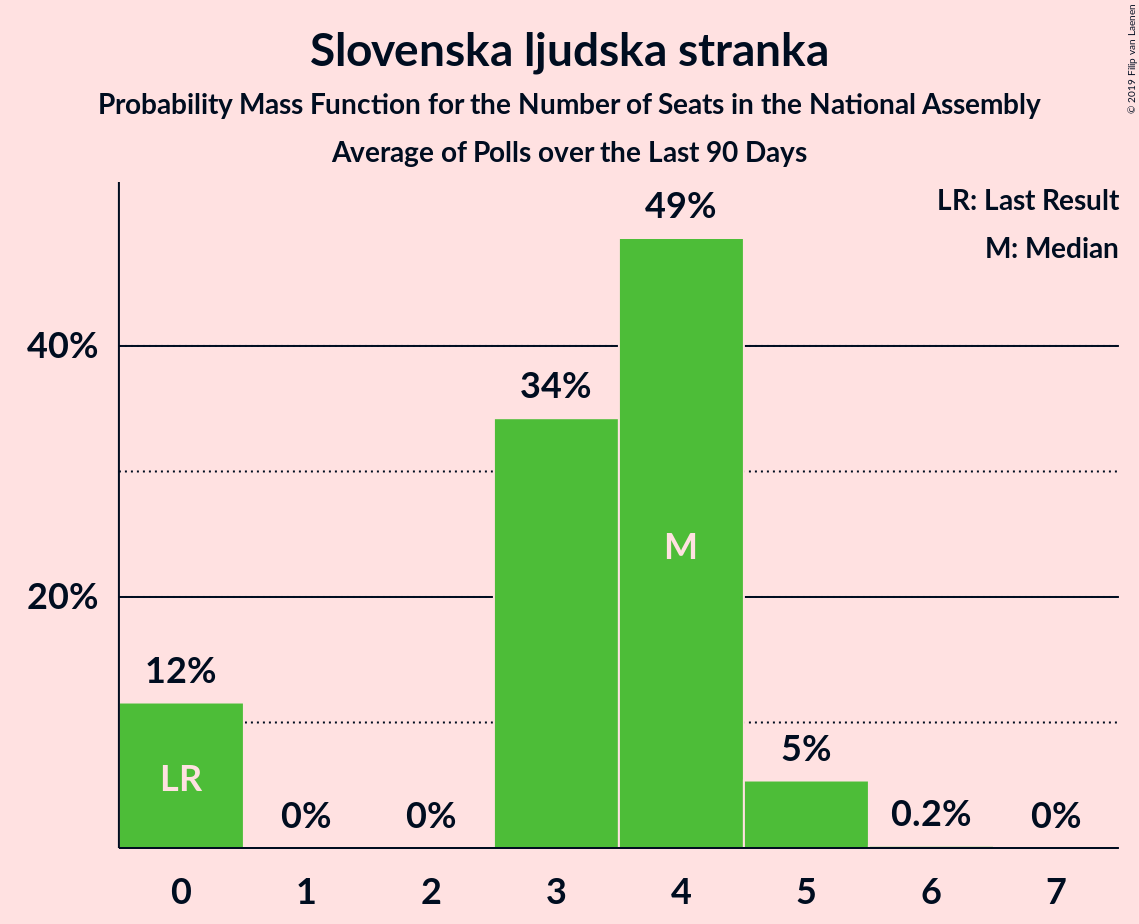 Slovenska ljudska stranka
Probability Mass Function for the Number of Seats in the National Assembly
Average of Polls over the Last 90 Days
© 2019 Filip van Laenen
LR: Last Result
M: Median
49%
40%
34%
M
20%
12%
LR
5%
0%
0%
0.2%
0%
0 1 2 3 4 5 6 7